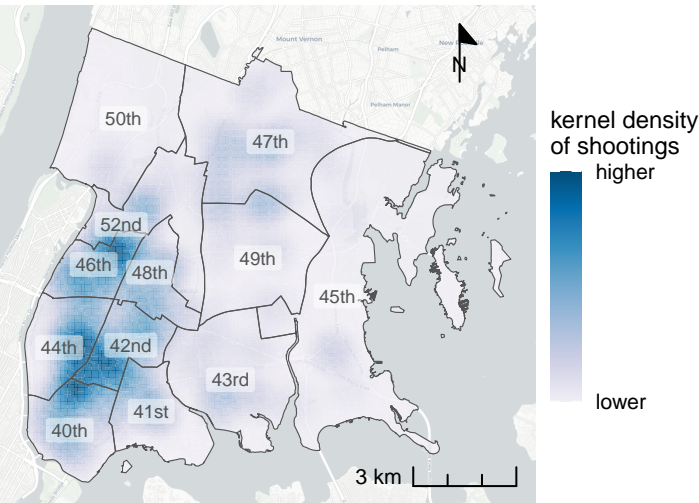 Mount Vernon
Pelham
New Rochelle
N
Pelham Manor
50th
47th
52nd
46th
48th
49th
45th
44th
42nd
43rd
41st
40th
3 km
kernel density
of shootings
higher
lower